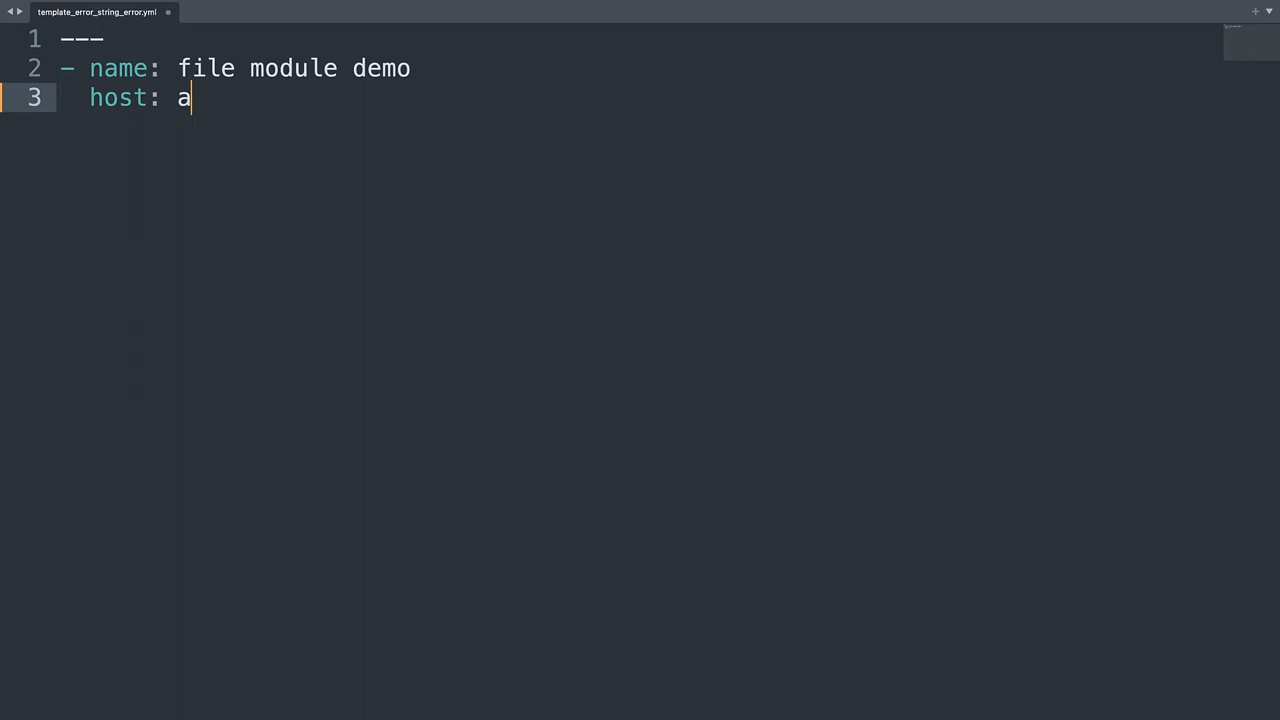 template_error_string_error.yml
1 ---
2 - name: file module demo
3 host: a